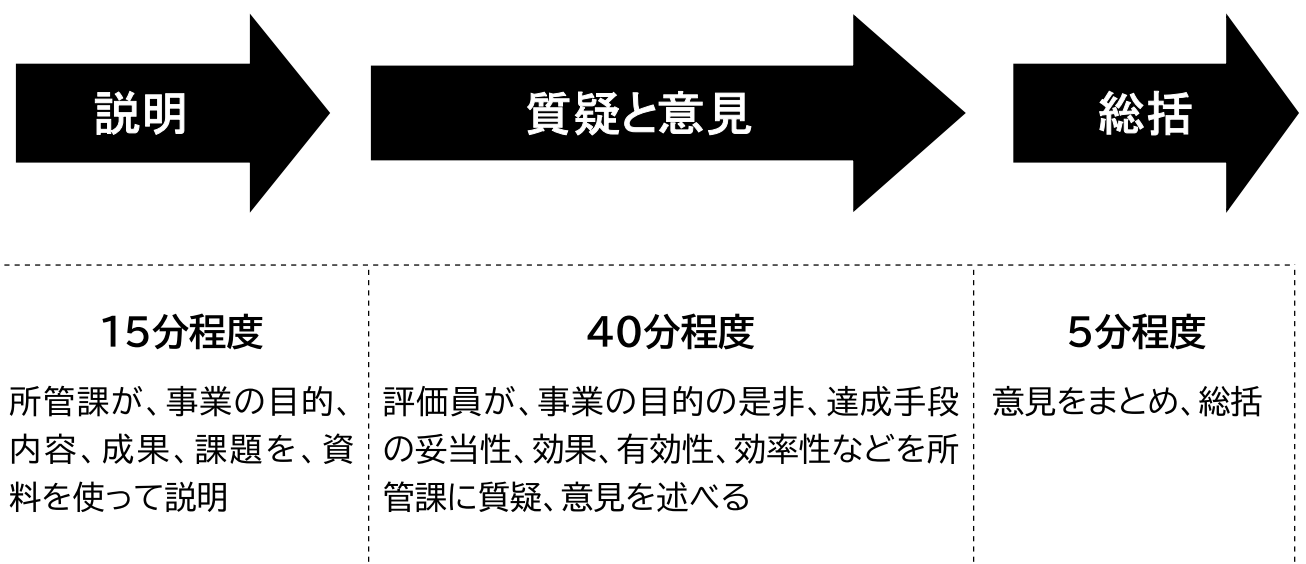 説明
質疑と意見
総括
15分程度
所管課が、事業の目的、
内容、成果、課題を、資
料を使って説明
40分程度
評価員が、事業の目的の是非、達成手段
の妥当性、効果、有効性、効率性などを所
管課に質疑、意見を述べる
5分程度
意見をまとめ、総括